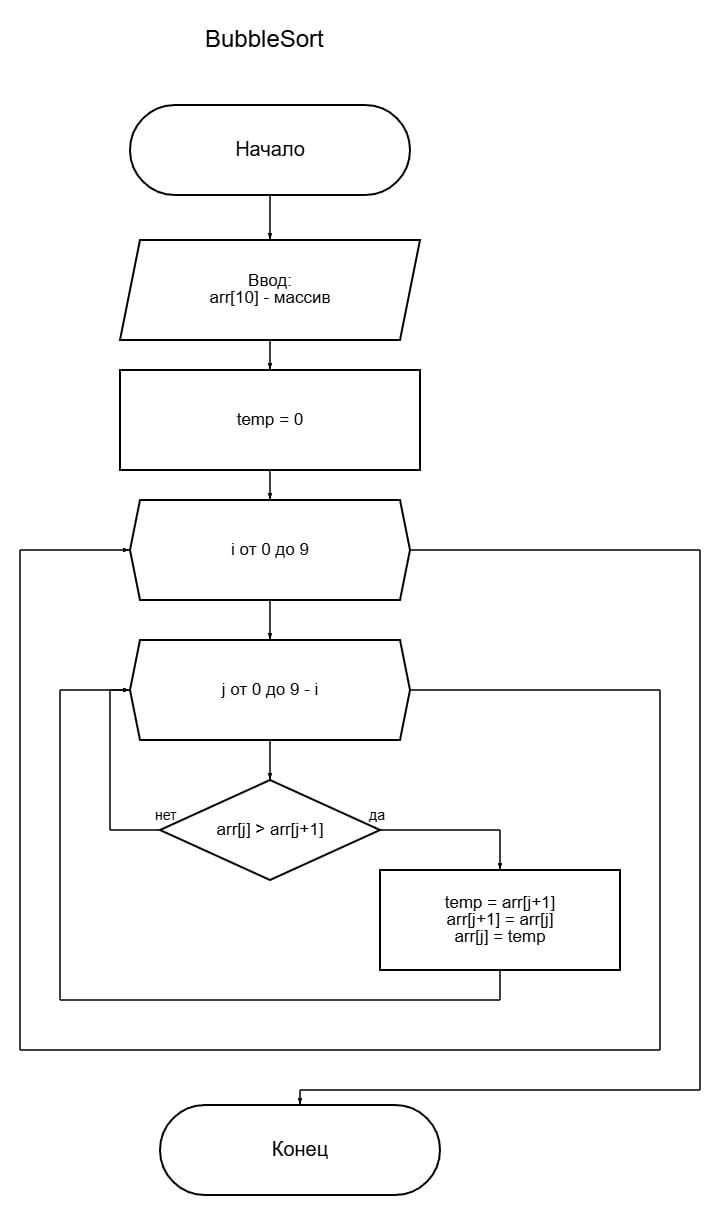 BubbleSort
Начало
Ввод:
arr[10] - массив
temp = 0
i от 0 до 9
j от 0 до 9 - i
нет
arr[j] > arr[j+1]
да
temp = arr[j+1]
arr[j+1] = arr[j]
arr[j] = temp
Конец